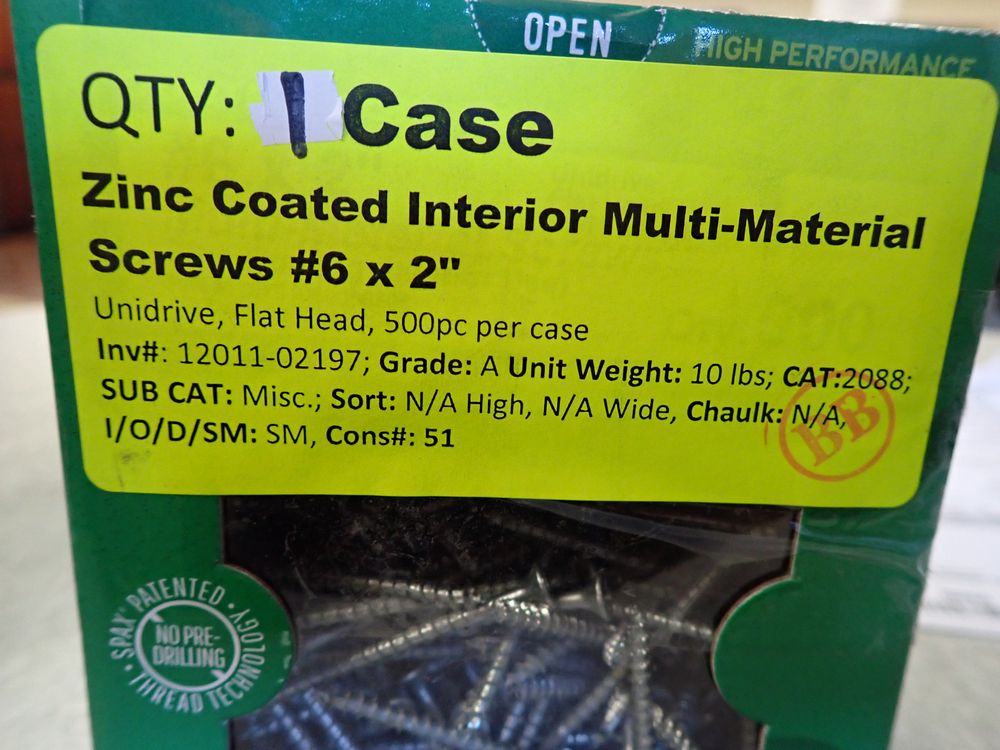 OPEN
HIGH PERFORMANCE
QTY: 1 Case
Zinc Coated Interior Multi-Material
Screws #6 x 2"
Unidrive, Flat Head, 500pc per case
Inv#: 12011-02197; Grade: A Unit Weight: 10 lbs; CAT:2088;
SUB CAT: Misc.; Sort: N/A High, N/A Wide, Chaulk: N/A,
I/O/D/SM: SM, Cons#: 51
BB
SPAX® PATENTED • THREAD TECHNOLOGY •
NO PRE-
DRILLING